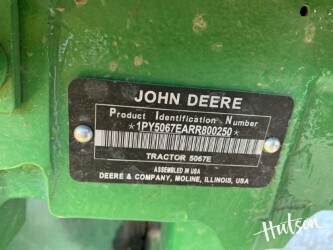 JOHN DEERE
Product Identification Number
*1PY5067EARR800250*
TRACTOR 5067E
ASSEMBLED IN USA
DEERE & COMPANY, MOLINE, ILLINOIS, USA
Hutson